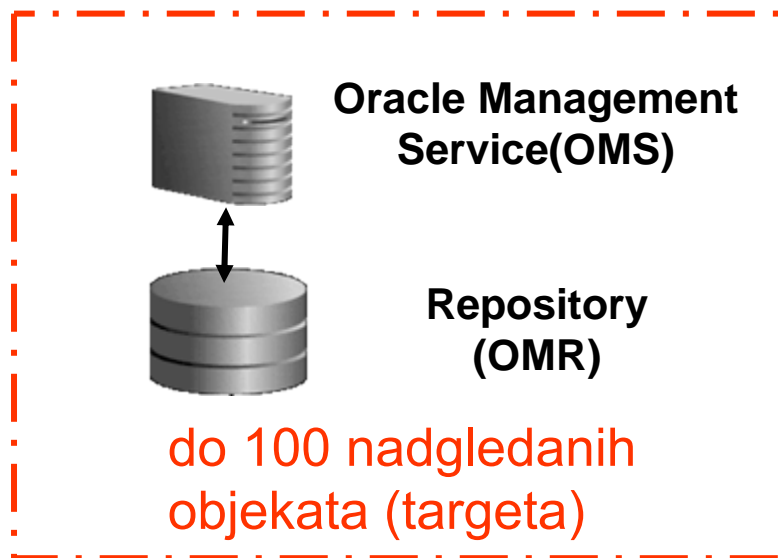 Oracle Management
Service(OMS)
Repository
(OMR)
do 100 nadgledanih
objekata (targeta)